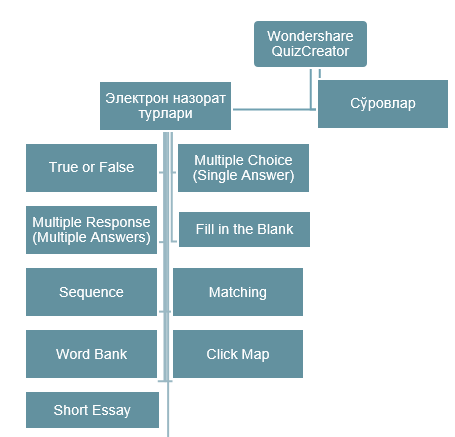 Wondershare
QuizCreator
Электрон назорат
турлари
Сўровлар
True or False
Multiple Choice
(Single Answer)
Multiple Response
(Multiple Answers)
Fill in the Blank
Sequence
Matching
Word Bank
Click Map
Short Essay